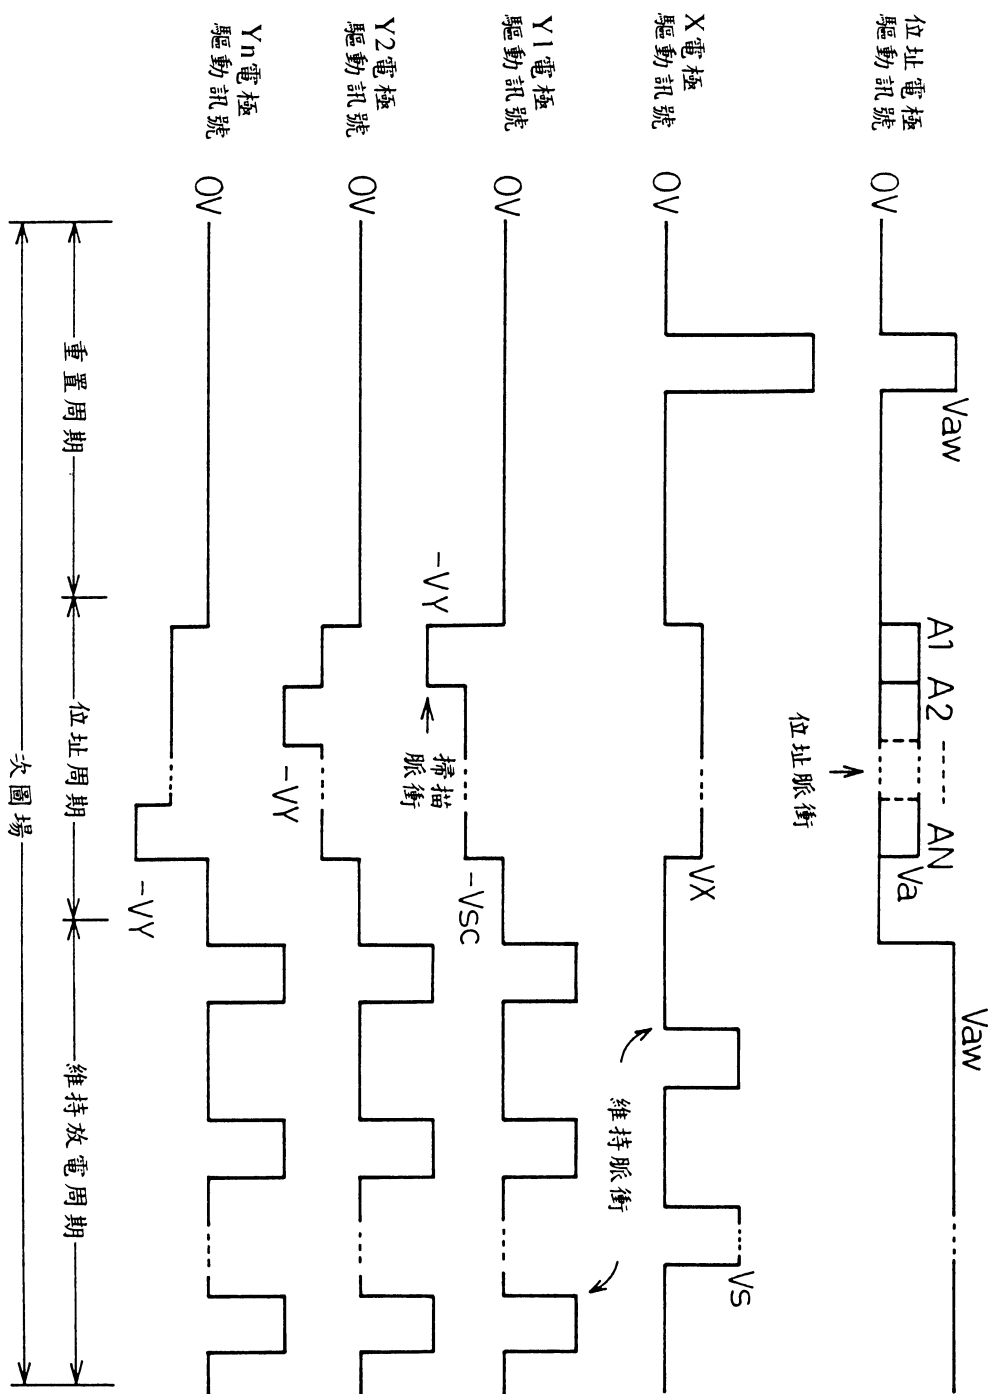 位址電極
驅動訊號
0V
Vaw
A1
A2
AN
Va
Vaw
位址脈衝
X電極
驅動訊號
0V
VX
維持脈衝
Vs
Y1電極
驅動訊號
0V
-VY
掃描
脈衝
-Vsc
Y2電極
驅動訊號
0V
-VY
Yn電極
驅動訊號
0V
-VY
重置周期
位址周期
維持放電周期
次圖場